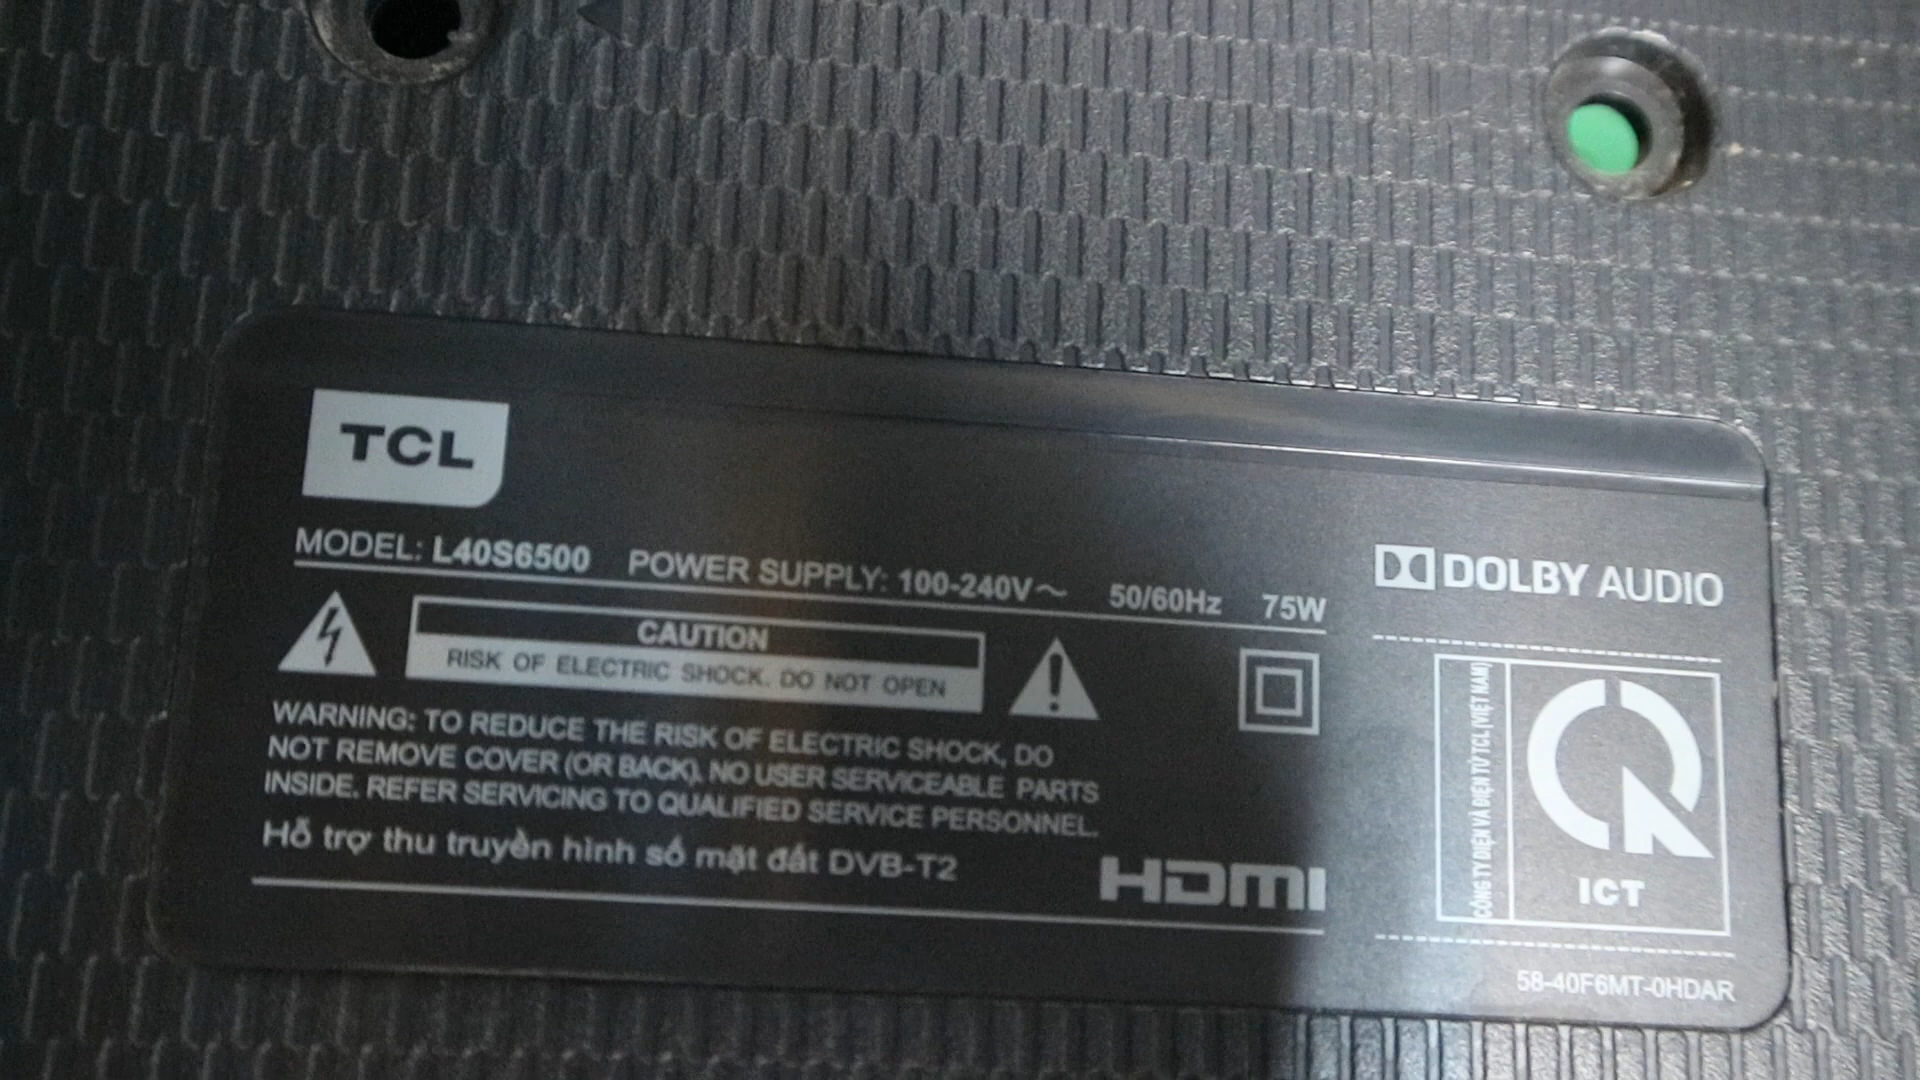 TCL
MODEL: L40S6500 POWER SUPPLY: 100-240V～ 50/60Hz 75W
CAUTION
RISK OF ELECTRIC SHOCK. DO NOT OPEN
WARNING: TO REDUCE THE RISK OF ELECTRIC SHOCK, DO
NOT REMOVE COVER (OR BACK). NO USER SERVICEABLE PARTS
INSIDE. REFER SERVICING TO QUALIFIED SERVICE PERSONNEL.
Hỗ trợ thu truyền hình số mặt đất DVB-T2
HDMI
DOLBY AUDIO
CÔNG TY ĐIỆN VÀ ĐIỆN TỬ TCL (VIỆT NAM)
ICT
58-40F6MT-0HDAR